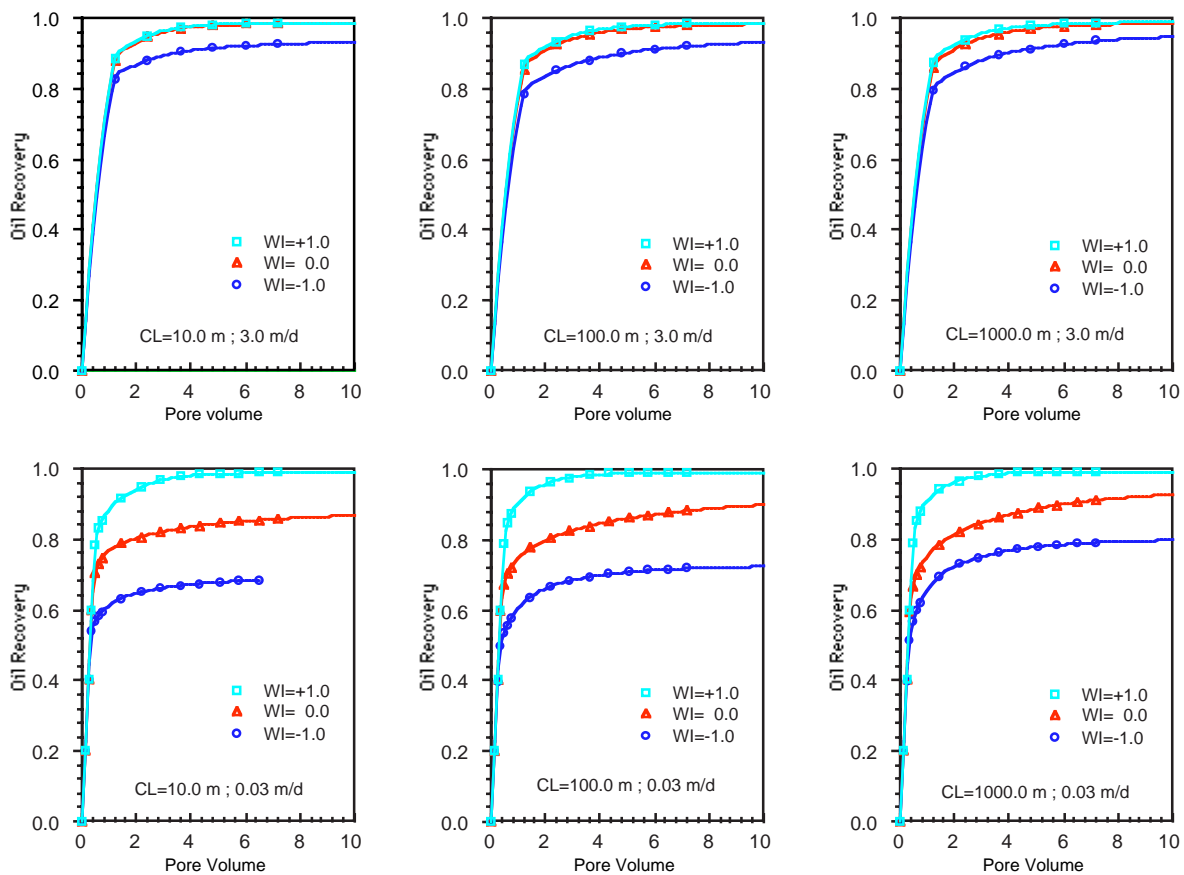 1.0
0.8
0.6
0.4
0.2
0.0
Oil Recovery
WI=+1.0
WI= 0.0
WI=-1.0
CL=10.0 m ; 3.0 m/d
0 2 4 6 8 10
Pore volume
1.0
0.8
0.6
0.4
0.2
0.0
Oil Recovery
WI=+1.0
WI= 0.0
WI=-1.0
CL=100.0 m ; 3.0 m/d
0 2 4 6 8 10
Pore volume
1.0
0.8
0.6
0.4
0.2
0.0
Oil Recovery
WI=+1.0
WI= 0.0
WI=-1.0
CL=1000.0 m ; 3.0 m/d
0 2 4 6 8 10
Pore volume
1.0
0.8
0.6
0.4
0.2
0.0
Oil Recovery
WI=+1.0
WI= 0.0
WI=-1.0
CL=10.0 m ; 0.03 m/d
0 2 4 6 8 10
Pore Volume
1.0
0.8
0.6
0.4
0.2
0.0
Oil Recovery
WI=+1.0
WI= 0.0
WI=-1.0
CL=100.0 m ; 0.03 m/d
0 2 4 6 8 10
Pore Volume
1.0
0.8
0.6
0.4
0.2
0.0
Oil Recovery
WI=+1.0
WI= 0.0
WI=-1.0
CL=1000.0 m ; 0.03 m/d
0 2 4 6 8 10
Pore Volume